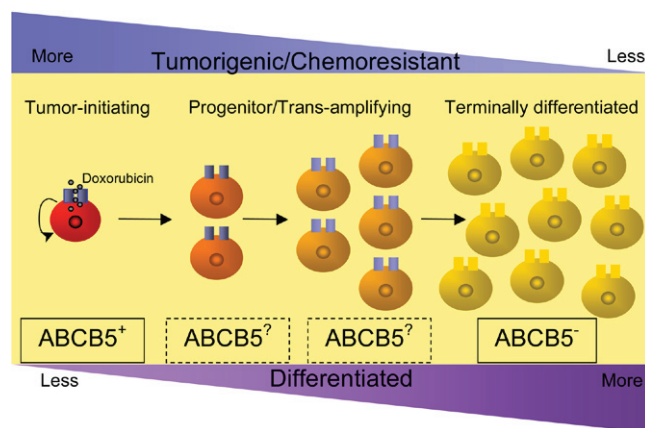 More
Less
Tumorigenic/Chemoresistant
Tumor-initiating
Progenitor/Trans-amplifying
Terminally differentiated
Doxorubicin
ABCB5⁺
ABCB5?
ABCB5?
ABCB5⁻
Less
Differentiated
More